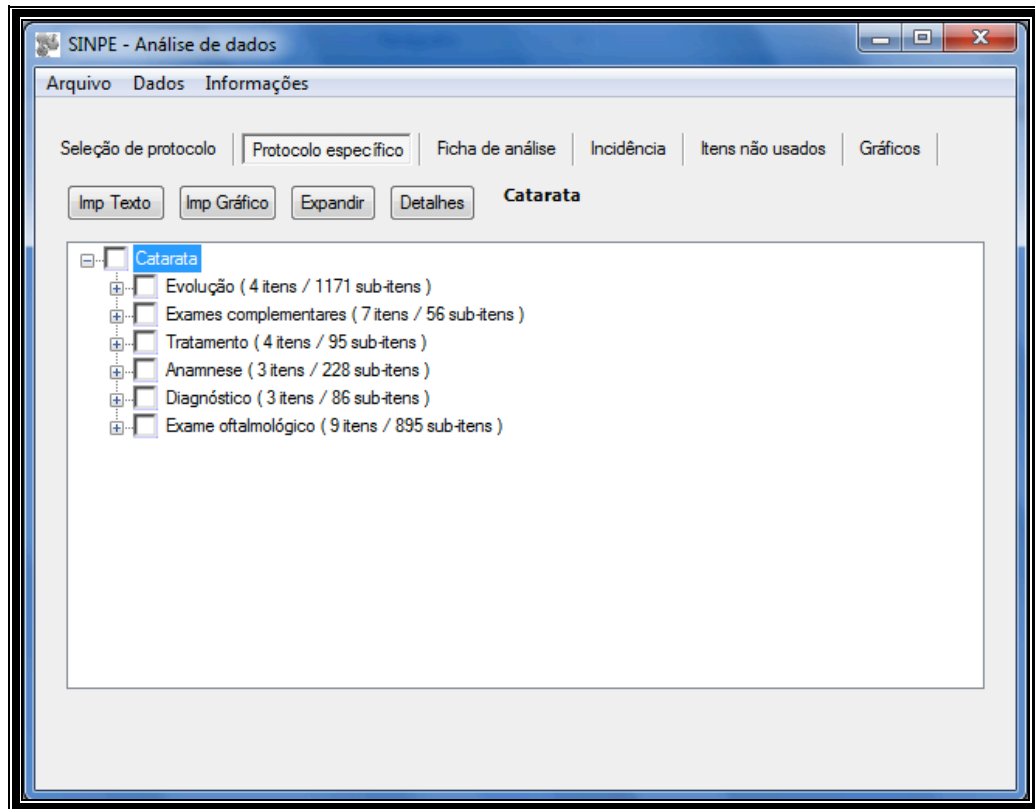 SINPE - Análise de dados
Arquivo Dados Informações
Seleção de protocolo Protocolo específico Ficha de análise Incidência Itens não usados Gráficos
Imp Texto Imp Gráfico Expandir Detalhes Catarata
Catarata
Evolução ( 4 itens / 1171 sub-itens )
Exames complementares ( 7 itens / 56 sub-itens )
Tratamento ( 4 itens / 95 sub-itens )
Anamnese ( 3 itens / 228 sub-itens )
Diagnóstico ( 3 itens / 86 sub-itens )
Exame oftalmológico ( 9 itens / 895 sub-itens )